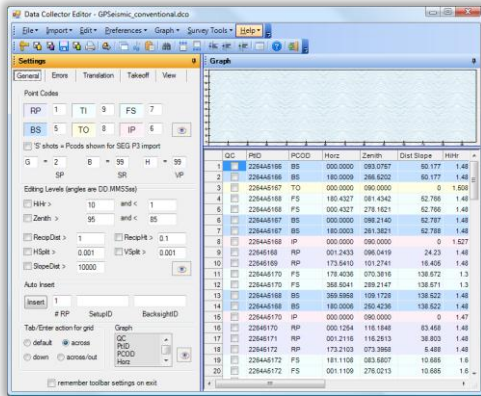 Data Collector Editor - GPSeismic_conventional.dco
File Import Edit Preferences Graph Survey Tools Help
Settings
General Errors Translation Takeoff View
Point Codes
RP 1 TI 9 FS 7
BS 5 TO 8 IP 6
'S' shots = Pcods shown for SEG P3 import
G = 2 B = 99 H = 99
SP SR VP
Editing Levels (angles are DD.MMSSss)
HiHr > 10 and < 1
Zenith > 95 and < 85
RecipDist > 1 RecipHt > 0.1
HSplit > 0.001 VSplit > 0.001
SlopeDist > 10000
Auto Insert
Insert 1
# RP SetupID BacksightID
Tab/Enter action for grid Graph
default across
down across/out
QC
PtID
PCOD
Horz
remember toolbar settings on exit
Graph
QC PtID PCOD Horz Zenith Dist Slope HiHr
1 2264A6166 BS 000.0000 093.0767 60.177 1.48
2 2264A6166 BS 180.0009 266.5202 60.177 1.48
3 2264A6167 TO 000.0000 090.0000 0 1.508
4 2264A6168 FS 180.4327 081.4342 52.766 1.48
5 2264A6168 FS 000.4327 278.1621 52.766 1.48
6 2264A6167 BS 000.0000 098.2140 52.787 1.48
7 2264A6167 BS 180.0003 261.3821 52.788 1.48
8 2264A6168 IP 000.0000 090.0000 0 1.527
9 22646168 RP 001.2433 096.0419 24.23 1.48
10 22646169 RP 173.5410 101.2741 16.406 1.48
11 2264A6170 FS 178.4036 070.3816 138.572 1.3
12 2264A6170 FS 358.5041 289.2147 138.571 1.3
13 2264A6168 BS 359.5958 109.1728 138.622 1.48
14 2264A6168 BS 180.0006 250.4236 138.622 1.48
15 2264A6170 IP 000.0000 090.0000 0 1.47
16 22646170 RP 000.1254 116.1848 83.468 1.48
17 22646171 RP 001.2116 116.2513 38.803 1.48
18 22646172 RP 173.2103 073.3958 5.488 1.48
19 2264A6172 FS 181.1108 083.5807 10.685 1.6
20 2264A6172 FS 001.1109 276.0213 10.685 1.6